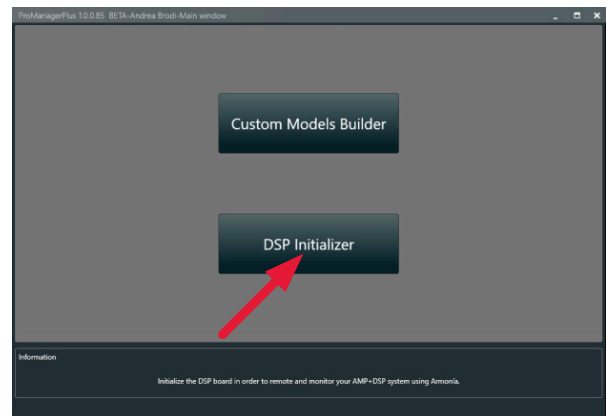 ProManagerPlus 1.0.0.85 BETA-Andrea Brodi-Main window
Custom Models Builder
DSP Initializer
Information
Initialize the DSP board in order to remote and monitor your AMP+DSP system using Armonía.